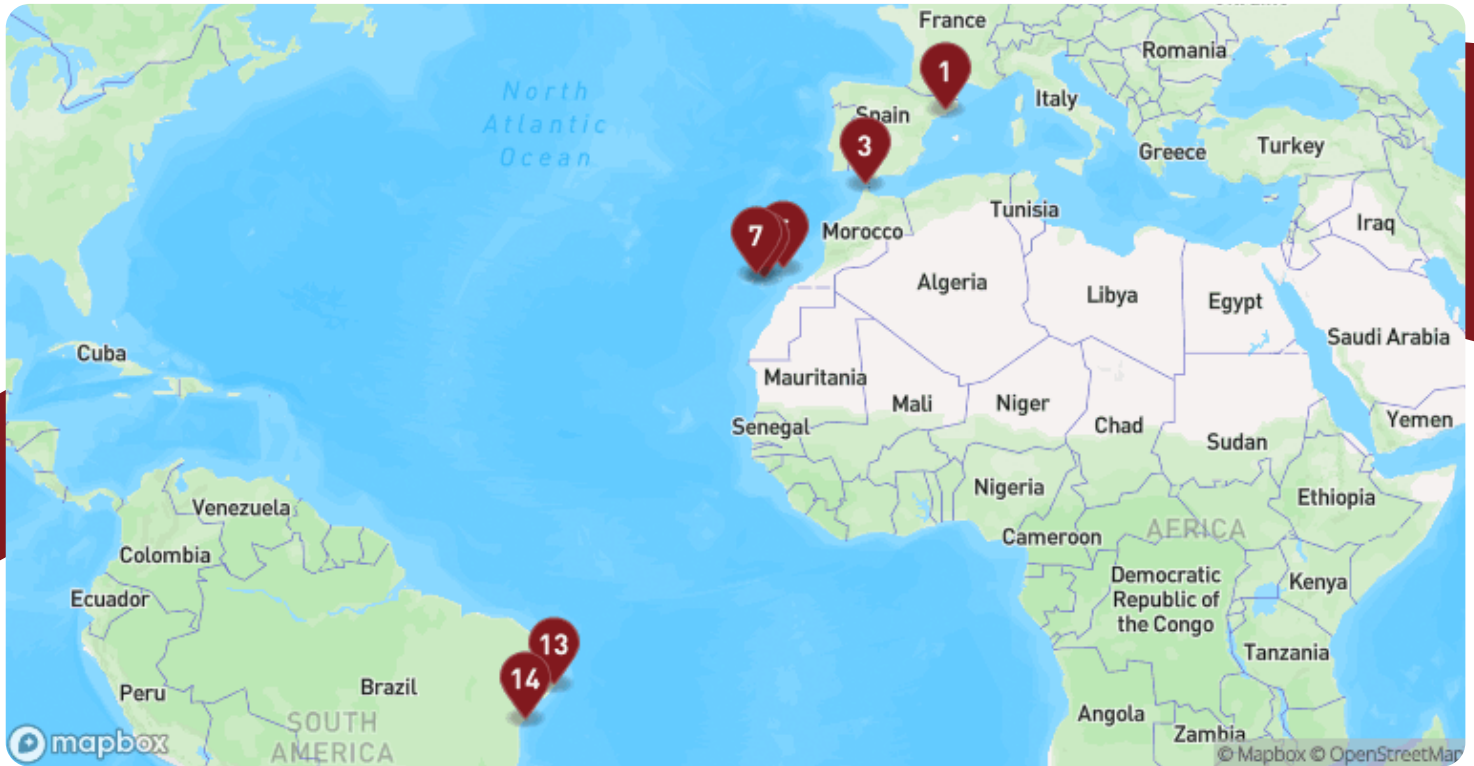 France
Romania
1
Italy
Spain
North
Atlantic
Ocean
3
Greece
Turkey
Tunisia
7
Morocco
Iraq
Algeria
Libya
Egypt
Saudi Arabia
Cuba
Mauritania
Mali
Niger
Chad
Yemen
Senegal
Sudan
Nigeria
Ethiopia
Venezuela
AFRICA
Cameroon
Colombia
Democratic
Republic of
the Congo
Kenya
Ecuador
13
Tanzania
14
Peru
Brazil
Angola
SOUTH
AMERICA
Zambia
mapbox
© Mapbox © OpenStreetMap